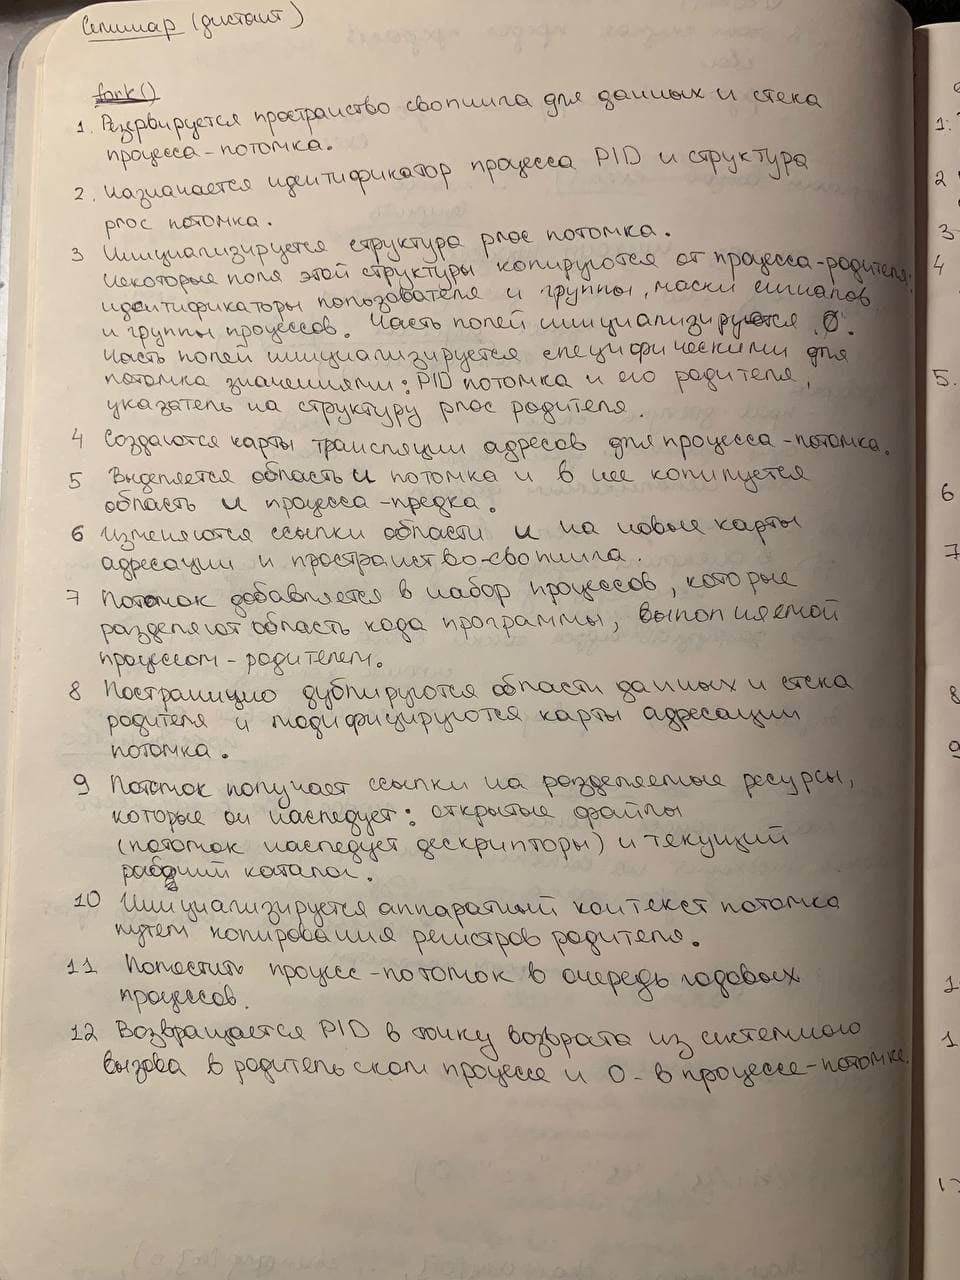 Семинар (дистант)
fork()
1. Резервируется пространство свопинга для данных и стека
процесса-потомка.
2. Назначается идентификатор процесса PID и структура
proc потомка.
3 Инициализируется структура proc потомка.
Некоторые поля этой структуры копируются от процесса-родителя:
идентификаторы пользователя и группы, маски сигналов
и группы процессов. Часть полей инициализируется 0.
Часть полей инициализируется специфическими для
потомка значениями: PID потомка и его родителя,
указатель на структуру proc родителя.
4 Создаются карты трансляции адресов для процесса-потомка.
5 Выделяется область u потомка и в нее копируется
область u процесса-предка.
6 Изменяются ссылки области u на новые карты
адресации и пространство-свопинга.
7 Потомок добавляется в набор процессов, которые
разделяют область кода программы, выполняемой
процессом-родителем.
8 Постранично дублируются области данных и стека
родителя и модифицируются карты адресации
потомка.
9 Потомок получает ссылки на разделяемые ресурсы,
которые он наследует: открытые файлы
(потомок наследует дескрипторы) и текущий
рабочий каталог.
10 Инициализируется аппаратный контекст потомка
путем копирования регистров родителя.
11 Поместить процесс-потомок в очередь готовых
процессов.
12 Возвращается PID в точку возврата из системного
вызова в родительском процессе и 0 - в процессе-потомке.
1:
2
3
4
5.
6
7
8
9
1
1